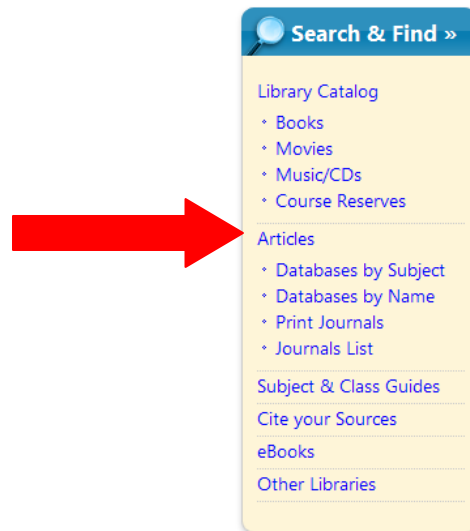 Search & Find »
Library Catalog
Books
Movies
Music/CDs
Course Reserves
Articles
Databases by Subject
Databases by Name
Print Journals
Journals List
Subject & Class Guides
Cite your Sources
eBooks
Other Libraries